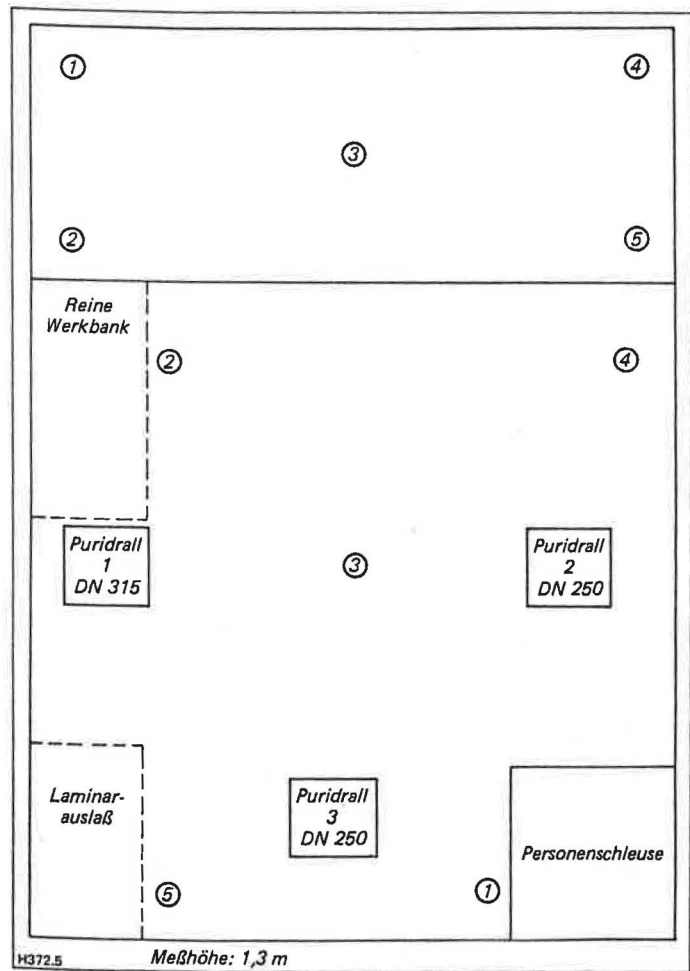 ①
④
③
②
⑤
Reine
Werkbank
②
④
Puridrall
1
DN 315
③
Puridrall
2
DN 250
Laminar-
auslaß
Puridrall
3
DN 250
Personenschleuse
⑤
①
H372.5
Meßhöhe: 1,3 m